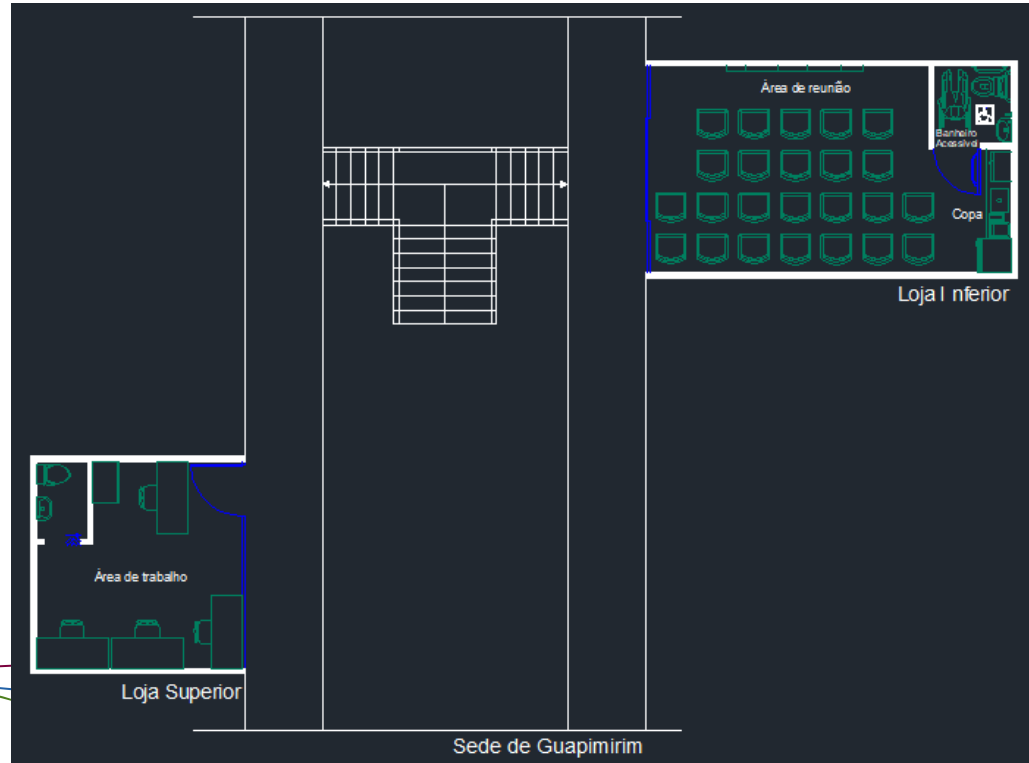 Área de reunião
Banheiro
Acessível
Copa
Loja I nferior
Área de trabalho
Loja Superior
Sede de Guapimirim